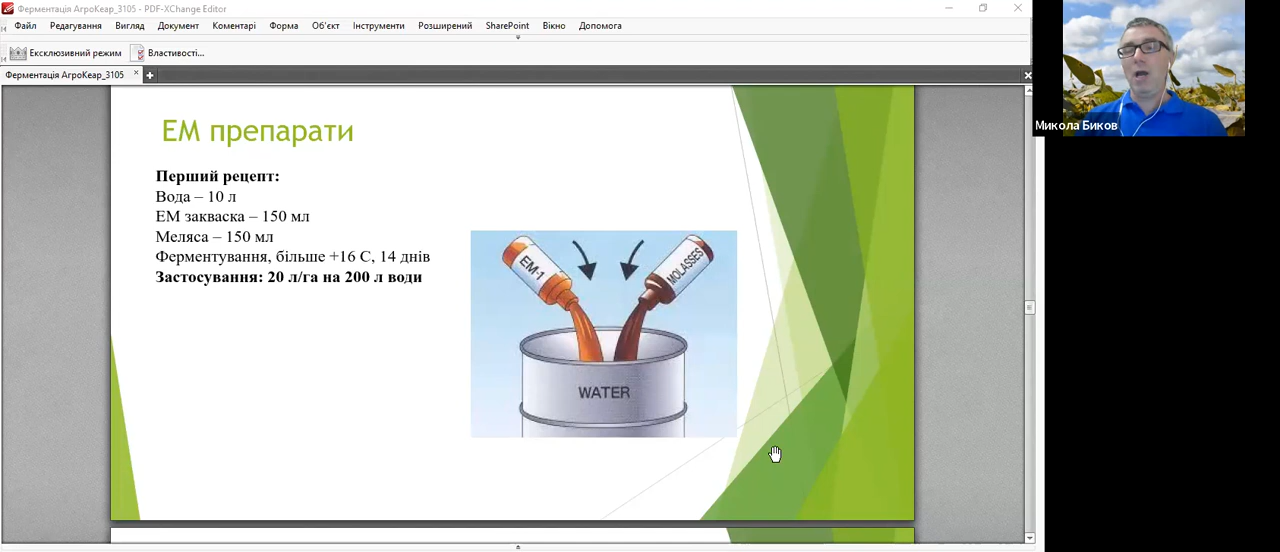 Ферментація АгроКеар_3105 - PDF-XChange Editor
Файл Редагування Вигляд Документ Коментарі Форма Об'єкт Інструменти Розширений SharePoint Вікно Допомога
Ексклюзивний режим Властивості...
Ферментація АгроКеар_3105
ЕМ препарати
Перший рецепт:
Вода – 10 л
ЕМ закваска – 150 мл
Меляса – 150 мл
Ферментування, більше +16 С, 14 днів
Застосування: 20 л/га на 200 л води
EM-1
MOLASSES
WATER
Микола Биков